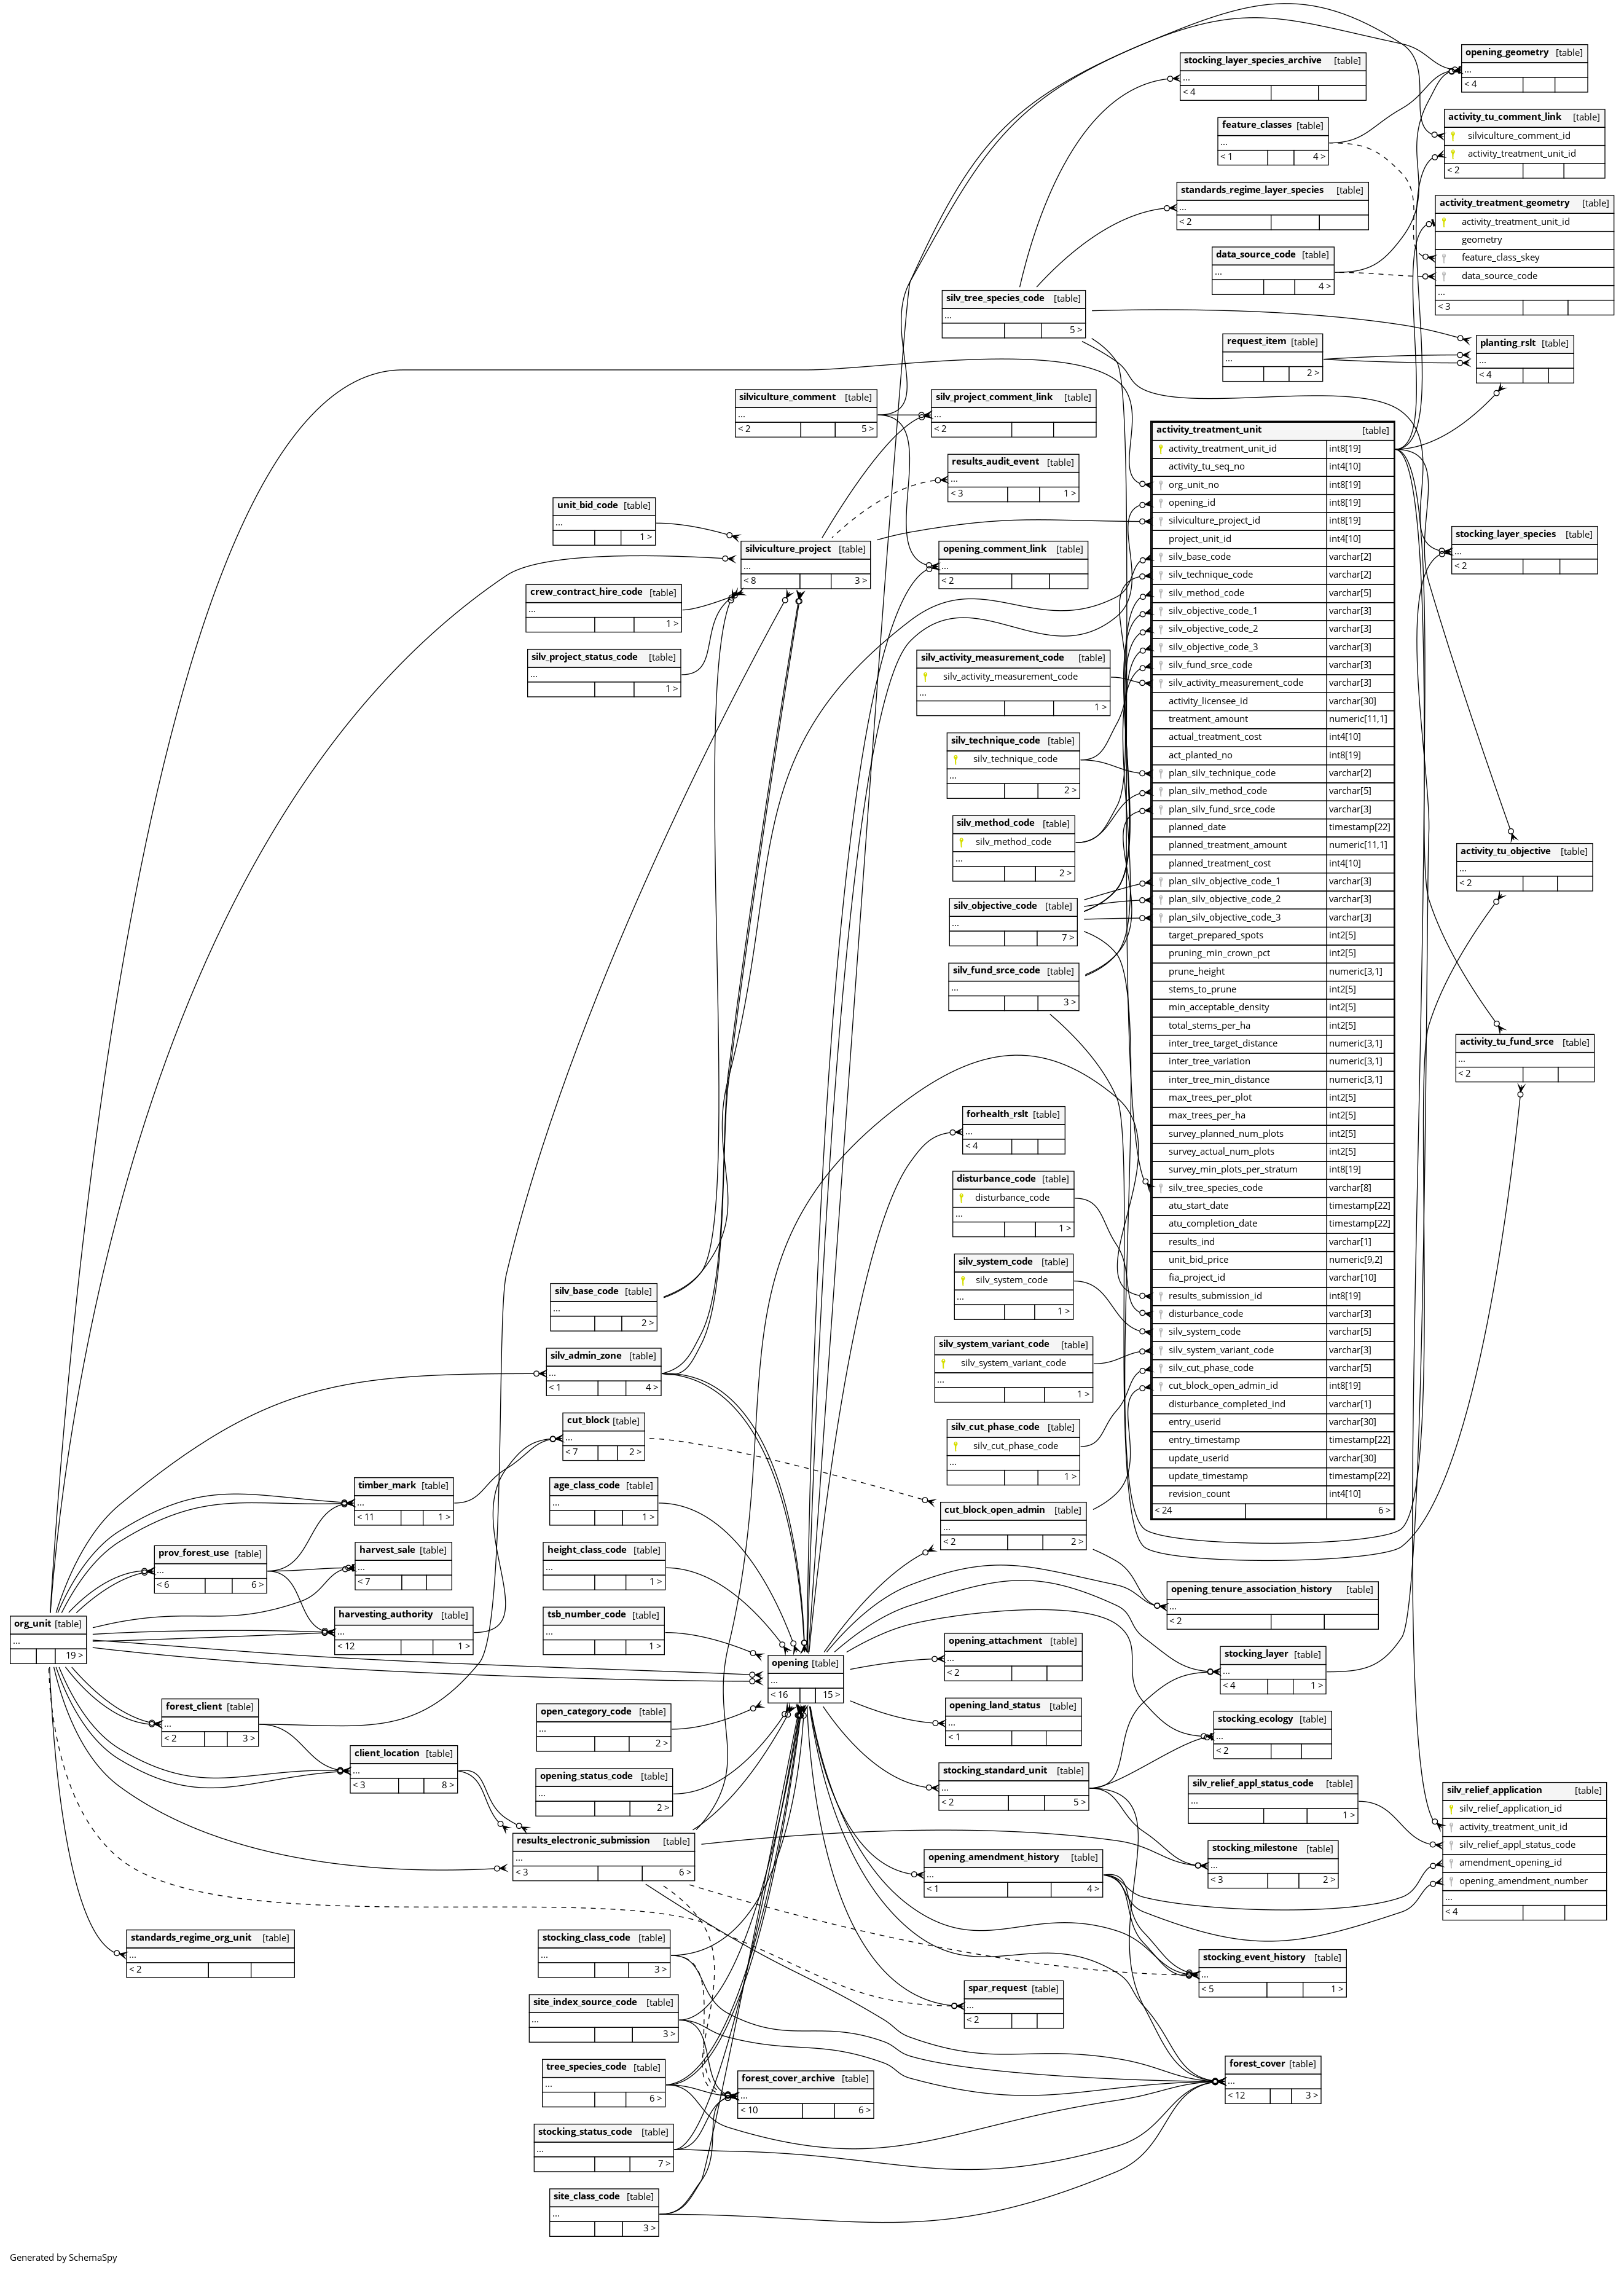 opening_geometry [table]
...
< 4
stocking_layer_species_archive [table]
...
< 4
activity_tu_comment_link [table]
silviculture_comment_id
activity_treatment_unit_id
< 2
feature_classes [table]
...
< 1 4 >
standards_regime_layer_species [table]
...
< 2
activity_treatment_geometry [table]
activity_treatment_unit_id
geometry
feature_class_skey
data_source_code
...
< 3
data_source_code [table]
...
4 >
silv_tree_species_code [table]
...
5 >
request_item [table]
...
2 >
planting_rslt [table]
...
< 4
silviculture_comment [table]
...
< 2 5 >
silv_project_comment_link [table]
...
< 2
results_audit_event [table]
...
< 3 1 >
unit_bid_code [table]
...
1 >
silviculture_project [table]
...
< 8 3 >
opening_comment_link [table]
...
< 2
crew_contract_hire_code [table]
...
1 >
silv_project_status_code [table]
...
1 >
activity_treatment_unit [table]
activity_treatment_unit_id int8[19]
activity_tu_seq_no int4[10]
org_unit_no int8[19]
opening_id int8[19]
silviculture_project_id int8[19]
project_unit_id int4[10]
silv_base_code varchar[2]
silv_technique_code varchar[2]
silv_method_code varchar[5]
silv_objective_code_1 varchar[3]
silv_objective_code_2 varchar[3]
silv_objective_code_3 varchar[3]
silv_fund_srce_code varchar[3]
silv_activity_measurement_code varchar[3]
activity_licensee_id varchar[30]
treatment_amount numeric[11,1]
actual_treatment_cost int4[10]
act_planted_no int8[19]
plan_silv_technique_code varchar[2]
plan_silv_method_code varchar[5]
plan_silv_fund_srce_code varchar[3]
planned_date timestamp[22]
planned_treatment_amount numeric[11,1]
planned_treatment_cost int4[10]
plan_silv_objective_code_1 varchar[3]
plan_silv_objective_code_2 varchar[3]
plan_silv_objective_code_3 varchar[3]
target_prepared_spots int2[5]
pruning_min_crown_pct int2[5]
prune_height numeric[3,1]
stems_to_prune int2[5]
min_acceptable_density int2[5]
total_stems_per_ha int2[5]
inter_tree_target_distance numeric[3,1]
inter_tree_variation numeric[3,1]
inter_tree_min_distance numeric[3,1]
max_trees_per_plot int2[5]
max_trees_per_ha int2[5]
survey_planned_num_plots int2[5]
survey_actual_num_plots int2[5]
survey_min_plots_per_stratum int8[19]
silv_tree_species_code varchar[8]
atu_start_date timestamp[22]
atu_completion_date timestamp[22]
results_ind varchar[1]
unit_bid_price numeric[9,2]
fia_project_id varchar[10]
results_submission_id int8[19]
disturbance_code varchar[3]
silv_system_code varchar[5]
silv_system_variant_code varchar[3]
silv_cut_phase_code varchar[5]
cut_block_open_admin_id int8[19]
disturbance_completed_ind varchar[1]
entry_userid varchar[30]
entry_timestamp timestamp[22]
update_userid varchar[30]
update_timestamp timestamp[22]
revision_count int4[10]
< 24 6 >
stocking_layer_species [table]
...
< 2
silv_activity_measurement_code [table]
silv_activity_measurement_code
...
1 >
silv_technique_code [table]
silv_technique_code
...
2 >
silv_method_code [table]
silv_method_code
...
2 >
silv_objective_code [table]
...
7 >
silv_fund_srce_code [table]
...
3 >
activity_tu_objective [table]
...
< 2
activity_tu_fund_srce [table]
...
< 2
forhealth_rslt [table]
...
< 4
disturbance_code [table]
disturbance_code
...
1 >
silv_system_code [table]
silv_system_code
...
1 >
silv_system_variant_code [table]
silv_system_variant_code
...
1 >
silv_cut_phase_code [table]
silv_cut_phase_code
...
1 >
silv_base_code [table]
...
2 >
silv_admin_zone [table]
...
< 1 4 >
cut_block [table]
...
< 7 2 >
timber_mark [table]
...
< 11 1 >
age_class_code [table]
...
1 >
cut_block_open_admin [table]
...
< 2 2 >
prov_forest_use [table]
...
< 6 6 >
harvest_sale [table]
...
< 7
height_class_code [table]
...
1 >
opening_tenure_association_history [table]
...
< 2
org_unit [table]
...
19 >
harvesting_authority [table]
...
< 12 1 >
tsb_number_code [table]
...
1 >
opening [table]
...
< 16 15 >
opening_attachment [table]
...
< 2
stocking_layer [table]
...
< 4 1 >
forest_client [table]
...
< 2 3 >
open_category_code [table]
...
2 >
opening_land_status [table]
...
< 1
stocking_ecology [table]
...
< 2
client_location [table]
...
< 3 8 >
opening_status_code [table]
...
2 >
stocking_standard_unit [table]
...
< 2 5 >
silv_relief_appl_status_code [table]
...
1 >
silv_relief_application [table]
silv_relief_application_id
activity_treatment_unit_id
silv_relief_appl_status_code
amendment_opening_id
opening_amendment_number
...
< 4
results_electronic_submission [table]
...
< 3 6 >
opening_amendment_history [table]
...
< 1 4 >
stocking_milestone [table]
...
< 3 2 >
standards_regime_org_unit [table]
...
< 2
stocking_class_code [table]
...
3 >
stocking_event_history [table]
...
< 5 1 >
spar_request [table]
...
< 2
site_index_source_code [table]
...
3 >
tree_species_code [table]
...
6 >
forest_cover_archive [table]
...
< 10 6 >
forest_cover [table]
...
< 12 3 >
stocking_status_code [table]
...
7 >
site_class_code [table]
...
3 >
Generated by SchemaSpy